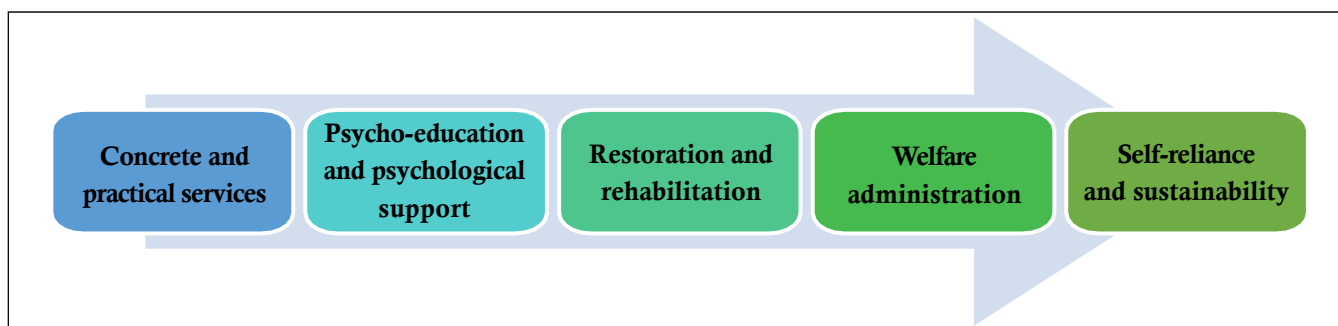 Concrete and
practical services
Psycho-education
and psychological
support
Restoration and
rehabilitation
Welfare
administration
Self-reliance
and sustainability